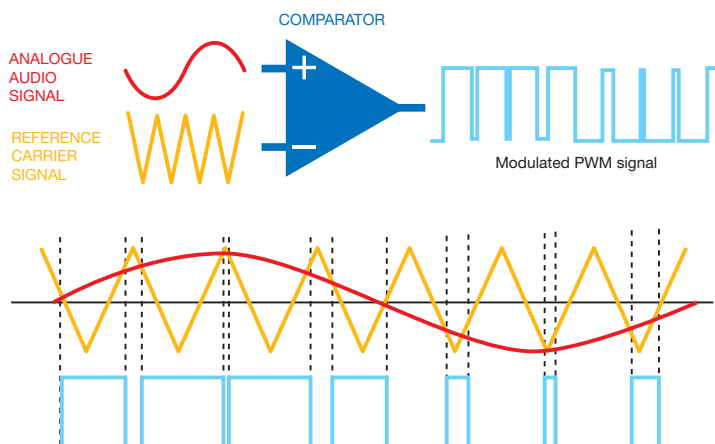 COMPARATOR
ANALOGUE
AUDIO
SIGNAL
+
REFERENCE
CARRIER
SIGNAL
−
Modulated PWM signal